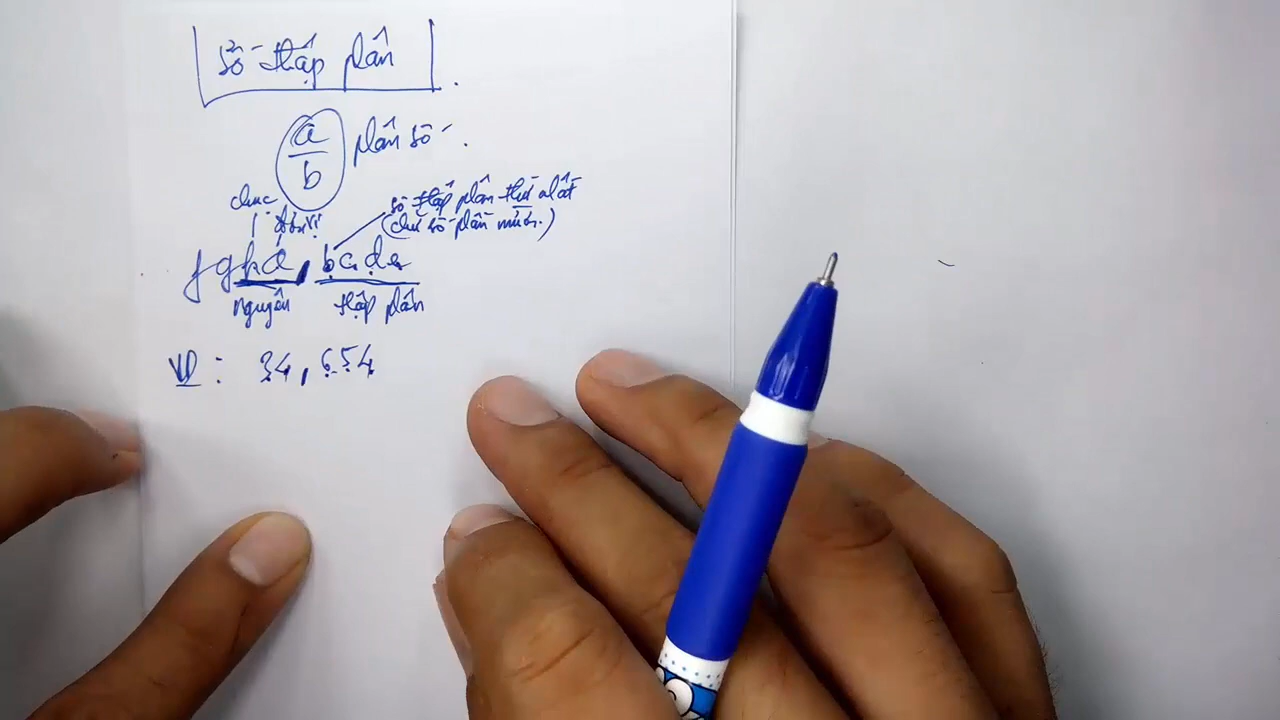 số thập phân
a/b phân số.
chục
số thập phân thứ nhất
đơn vị
(chữ số phần mười.)
fgha, bcde
nguyên thập phân
VD: 34,654